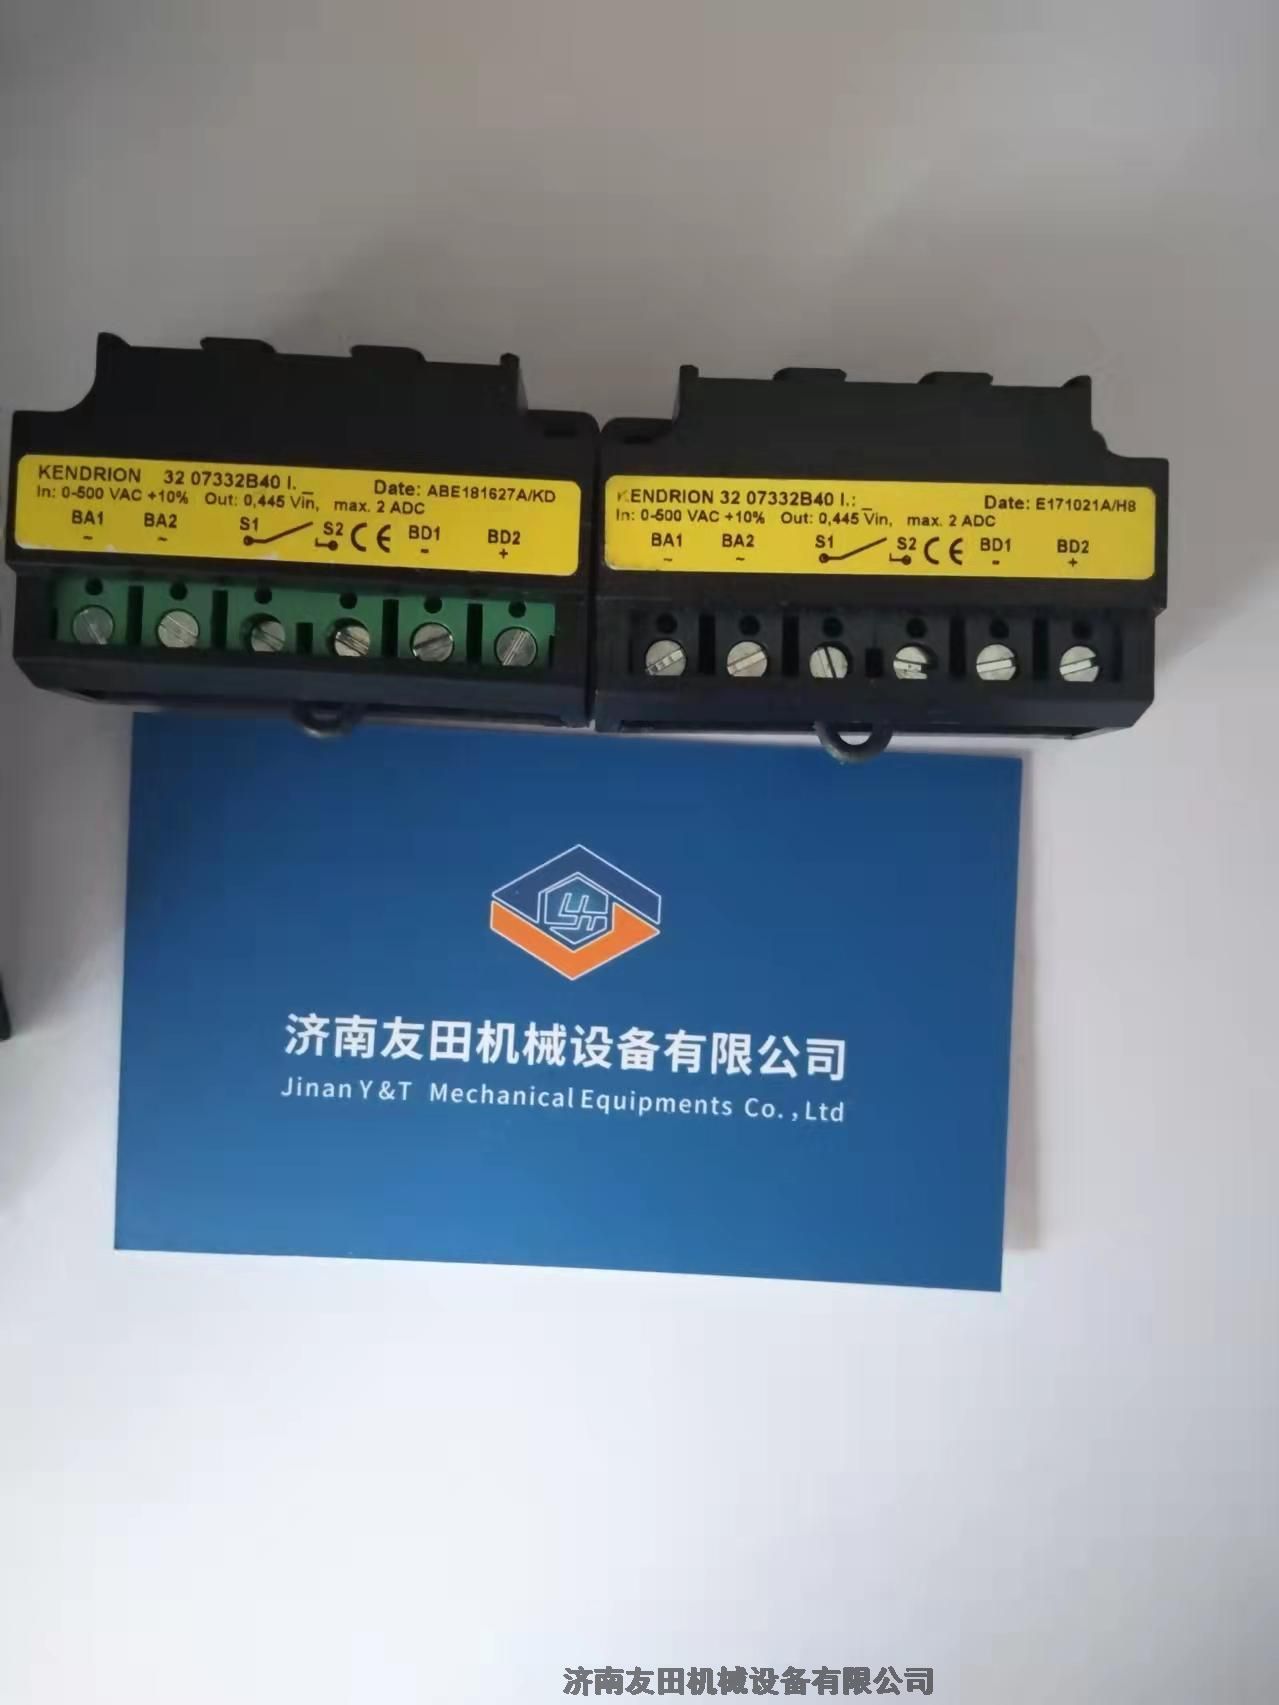 KENDRION 32 07332B40 I._
In: 0-500 VAC +10% Out: 0,445 Vin, max. 2 ADC
Date: ABE181627A/KD
BA1 BA2 S1 S2 CE BD1 BD2
~ ~ - +
KENDRION 32 07332B40 I.:_
Date: E171021A/H8
In: 0-500 VAC +10% Out: 0,445 Vin, max. 2 ADC
BA1 BA2 S1 S2 CE BD1 BD2
~ ~ - +
济南友田机械设备有限公司
Jinan Y&T Mechanical Equipments Co.,Ltd
济南友田机械设备有限公司